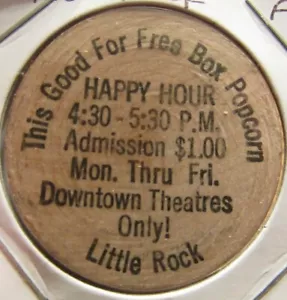 This Good For Free Box Popcorn
HAPPY HOUR
4:30 - 5:30 P.M.
Admission $1.00
Mon. Thru Fri.
Downtown Theatres
Only!
Little Rock